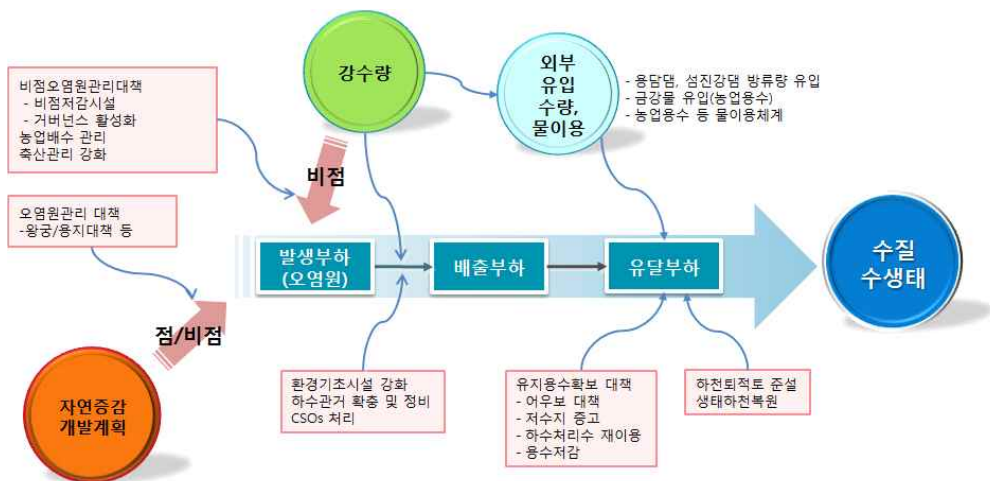 비점오염원관리대책
- 비점저감시설
- 거버넌스 활성화
농업배수 관리
축산관리 강화
강수량
외부
유입
수량,
물이용
- 용담댐, 섬진강댐 방류량 유입
- 금강물 유입(농업용수)
- 농업용수 등 물이용체계
비점
오염원관리 대책
-왕궁/용지대책 등
발생부하
(오염원)
배출부하
유달부하
수질
수생태
점/비점
자연증감
개발계획
환경기초시설 강화
하수관거 확충 및 정비
CSOs 처리
유지용수확보 대책
- 어우보 대책
- 저수지 증고
- 하수처리수 재이용
- 용수저감
하천퇴적토 준설
생태하천복원